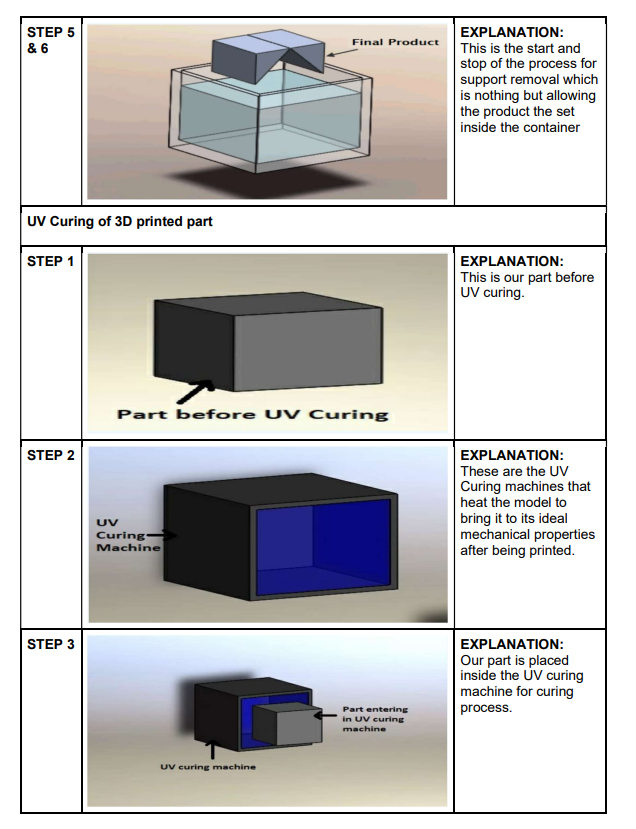 STEP 5
& 6
Final Product
EXPLANATION:
This is the start and
stop of the process for
support removal which
is nothing but allowing
the product the set
inside the container
UV Curing of 3D printed part
STEP 1
Part before UV Curing
EXPLANATION:
This is our part before
UV curing.
STEP 2
UV
Curing
Machine
EXPLANATION:
These are the UV
Curing machines that
heat the model to
bring it to its ideal
mechanical properties
after being printed.
STEP 3
Part entering
in UV curing
machine
UV curing machine
EXPLANATION:
Our part is placed
inside the UV curing
machine for curing
process.